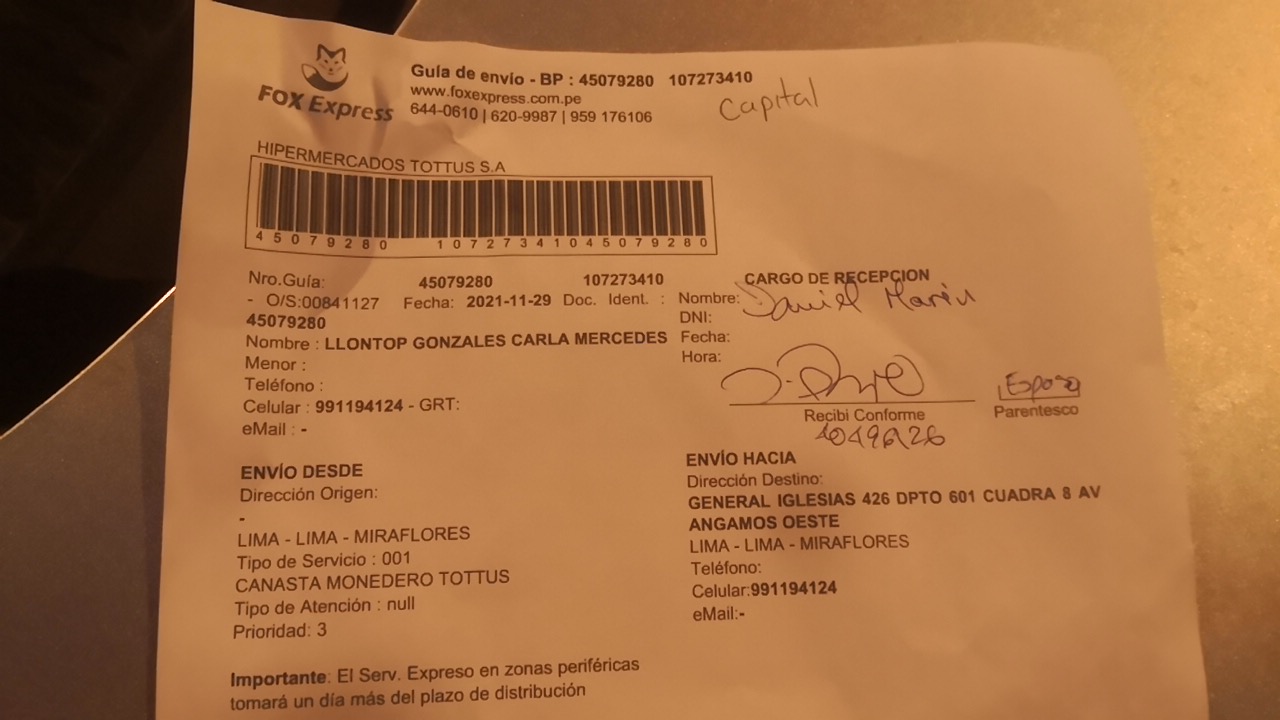 FOX Express
Guía de envío - BP : 45079280 107273410
www.foxexpress.com.pe
644-0610 | 620-9987 | 959 176106
Capital
HIPERMERCADOS TOTTUS S.A
45079280 10727341045079280
Nro.Guía: 45079280 107273410
- O/S:00841127 Fecha: 2021-11-29 Doc. Ident. :
45079280
Nombre : LLONTOP GONZALES CARLA MERCEDES
Menor :
Teléfono :
Celular : 991194124 - GRT:
eMail : -
CARGO DE RECEPCION
Nombre: Daniel Marin
DNI:
Fecha:
Hora:
Esposo
Recibi Conforme
Parentesco
ENVÍO DESDE
Dirección Origen:
-
LIMA - LIMA - MIRAFLORES
Tipo de Servicio : 001
CANASTA MONEDERO TOTTUS
Tipo de Atención : null
Prioridad: 3
ENVÍO HACIA
Dirección Destino:
GENERAL IGLESIAS 426 DPTO 601 CUADRA 8 AV
ANGAMOS OESTE
LIMA - LIMA - MIRAFLORES
Teléfono:
Celular:991194124
eMail:-
Importante: El Serv. Expreso en zonas periféricas
tomará un día más del plazo de distribución